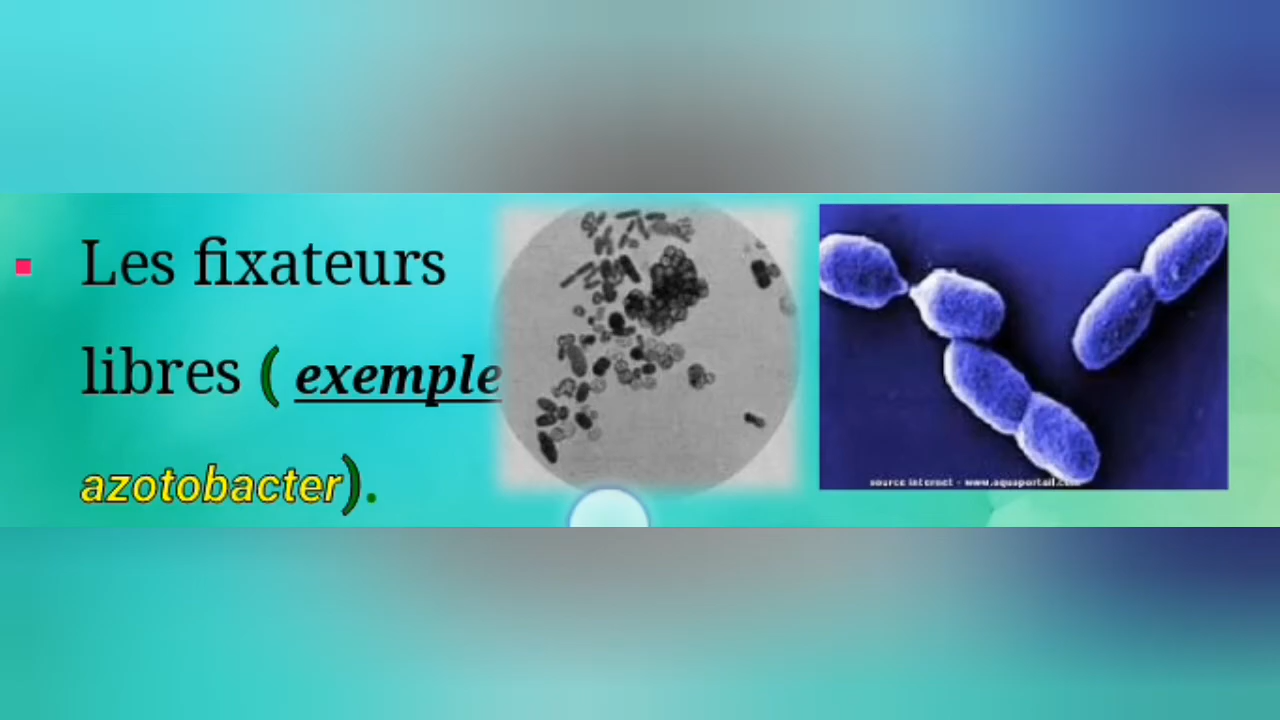 ▪ Les fixateurs
libres ( exemple
azotobacter).
source internet - www.aquaportail.com